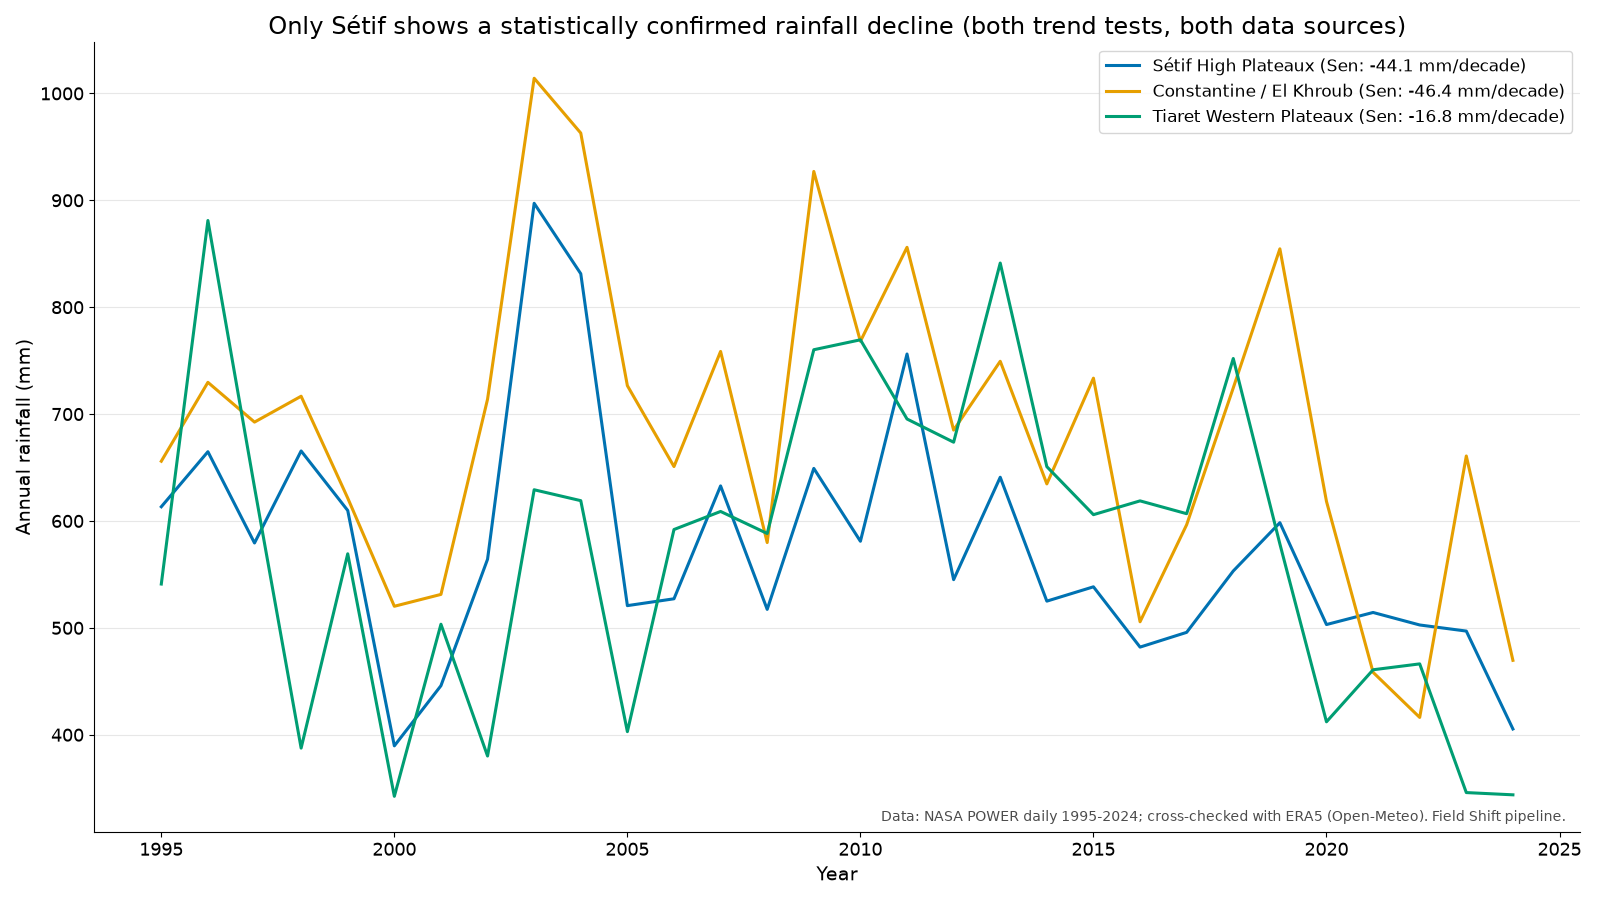 Only Sétif shows a statistically confirmed rainfall decline (both trend tests, both data sources)
Sétif High Plateaux (Sen: -44.1 mm/decade)
Constantine / El Khroub (Sen: -46.4 mm/decade)
Tiaret Western Plateaux (Sen: -16.8 mm/decade)
Annual rainfall (mm)
1000
900
800
700
600
500
400
Data: NASA POWER daily 1995-2024; cross-checked with ERA5 (Open-Meteo). Field Shift pipeline.
1995 2000 2005 2010 2015 2020 2025
Year